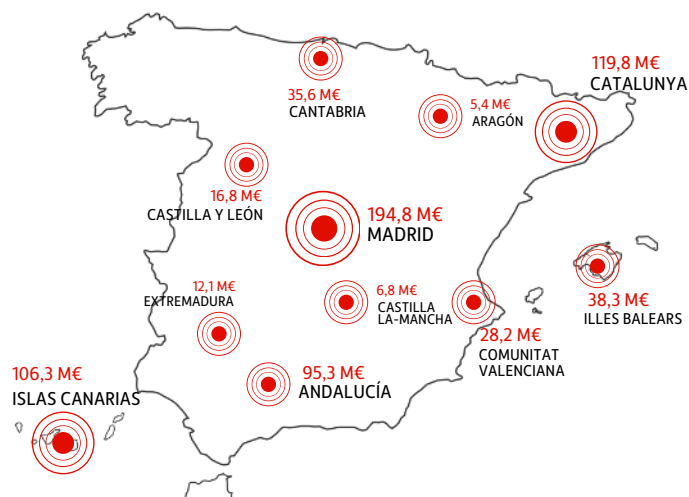 119,8 M€
CATALUNYA
35,6 M€
CANTABRIA
5,4 M€
ARAGÓN
16,8 M€
CASTILLA Y LEÓN
194,8 M€
MADRID
12,1 M€
EXTREMADURA
6,8 M€
CASTILLA
LA-MANCHA
38,3 M€
ILLES BALEARS
28,2 M€
COMUNITAT
VALENCIANA
106,3 M€
ISLAS CANARIAS
95,3 M€
ANDALUCÍA